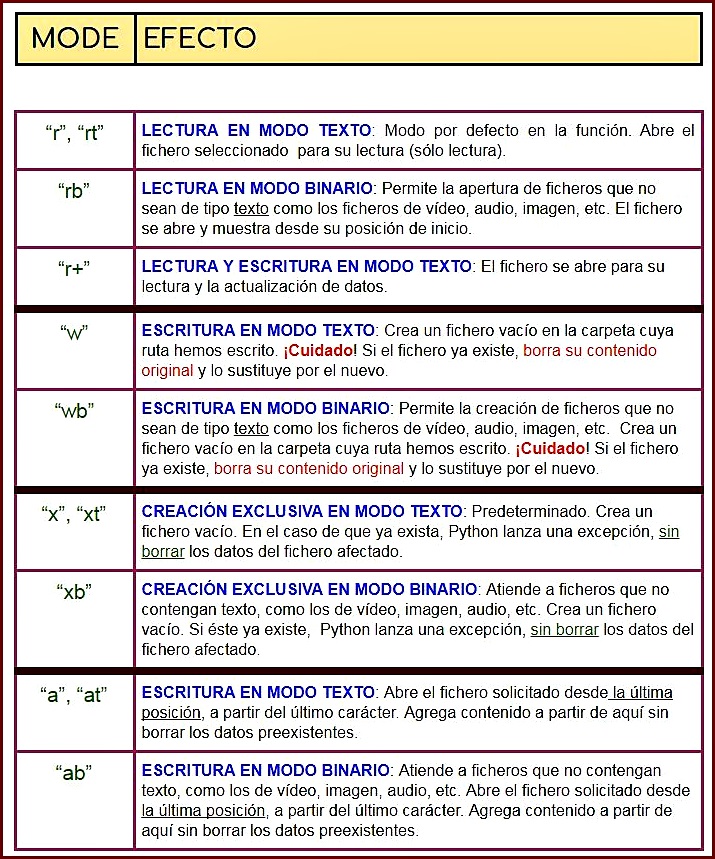 MODE EFECTO
“r”, “rt” LECTURA EN MODO TEXTO: Modo por defecto en la función. Abre el
fichero seleccionado para su lectura (sólo lectura).
“rb” LECTURA EN MODO BINARIO: Permite la apertura de ficheros que no
sean de tipo texto como los ficheros de vídeo, audio, imagen, etc. El fichero
se abre y muestra desde su posición de inicio.
“r+” LECTURA Y ESCRITURA EN MODO TEXTO: El fichero se abre para su
lectura y la actualización de datos.
“w” ESCRITURA EN MODO TEXTO: Crea un fichero vacío en la carpeta cuya
ruta hemos escrito. ¡Cuidado! Si el fichero ya existe, borra su contenido
original y lo sustituye por el nuevo.
“wb” ESCRITURA EN MODO BINARIO: Permite la creación de ficheros que no
sean de tipo texto como los ficheros de vídeo, audio, imagen, etc. Crea un
fichero vacío en la carpeta cuya ruta hemos escrito. ¡Cuidado! Si el fichero
ya existe, borra su contenido original y lo sustituye por el nuevo.
“x”, “xt” CREACIÓN EXCLUSIVA EN MODO TEXTO: Predeterminado. Crea un
fichero vacío. En el caso de que ya exista, Python lanza una excepción, sin
borrar los datos del fichero afectado.
“xb” CREACIÓN EXCLUSIVA EN MODO BINARIO: Atiende a ficheros que no
contengan texto, como los de vídeo, imagen, audio, etc. Crea un fichero
vacío. Si éste ya existe, Python lanza una excepción, sin borrar los datos del
fichero afectado.
“a”, “at” ESCRITURA EN MODO TEXTO: Abre el fichero solicitado desde la última
posición, a partir del último carácter. Agrega contenido a partir de aquí sin
borrar los datos preexistentes.
“ab” ESCRITURA EN MODO BINARIO: Atiende a ficheros que no contengan
texto, como los de vídeo, imagen, audio, etc. Abre el fichero solicitado desde
la última posición, a partir del último carácter. Agrega contenido a partir de
aquí sin borrar los datos preexistentes.